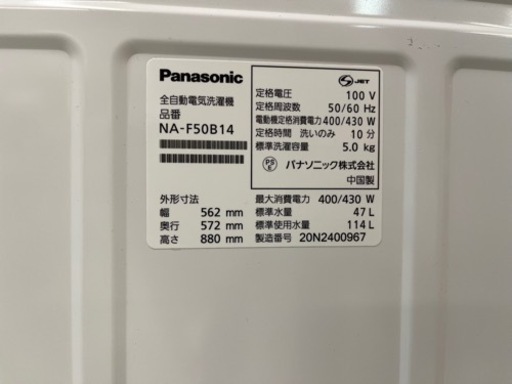 Panasonic
全自動電気洗濯機
品番
NA-F50B14
外形寸法
幅 562 mm
奥行 572 mm
高さ 880 mm
S JET
定格電圧 100 V
定格周波数 50/60 Hz
電動機定格消費電力 400/430 W
定格時間 洗いのみ 10 分
標準洗濯容量 5.0 kg
PS E パナソニック株式会社
中国製
最大消費電力 400/430 W
標準水量 47 L
標準使用水量 114 L
製造番号 20N2400967